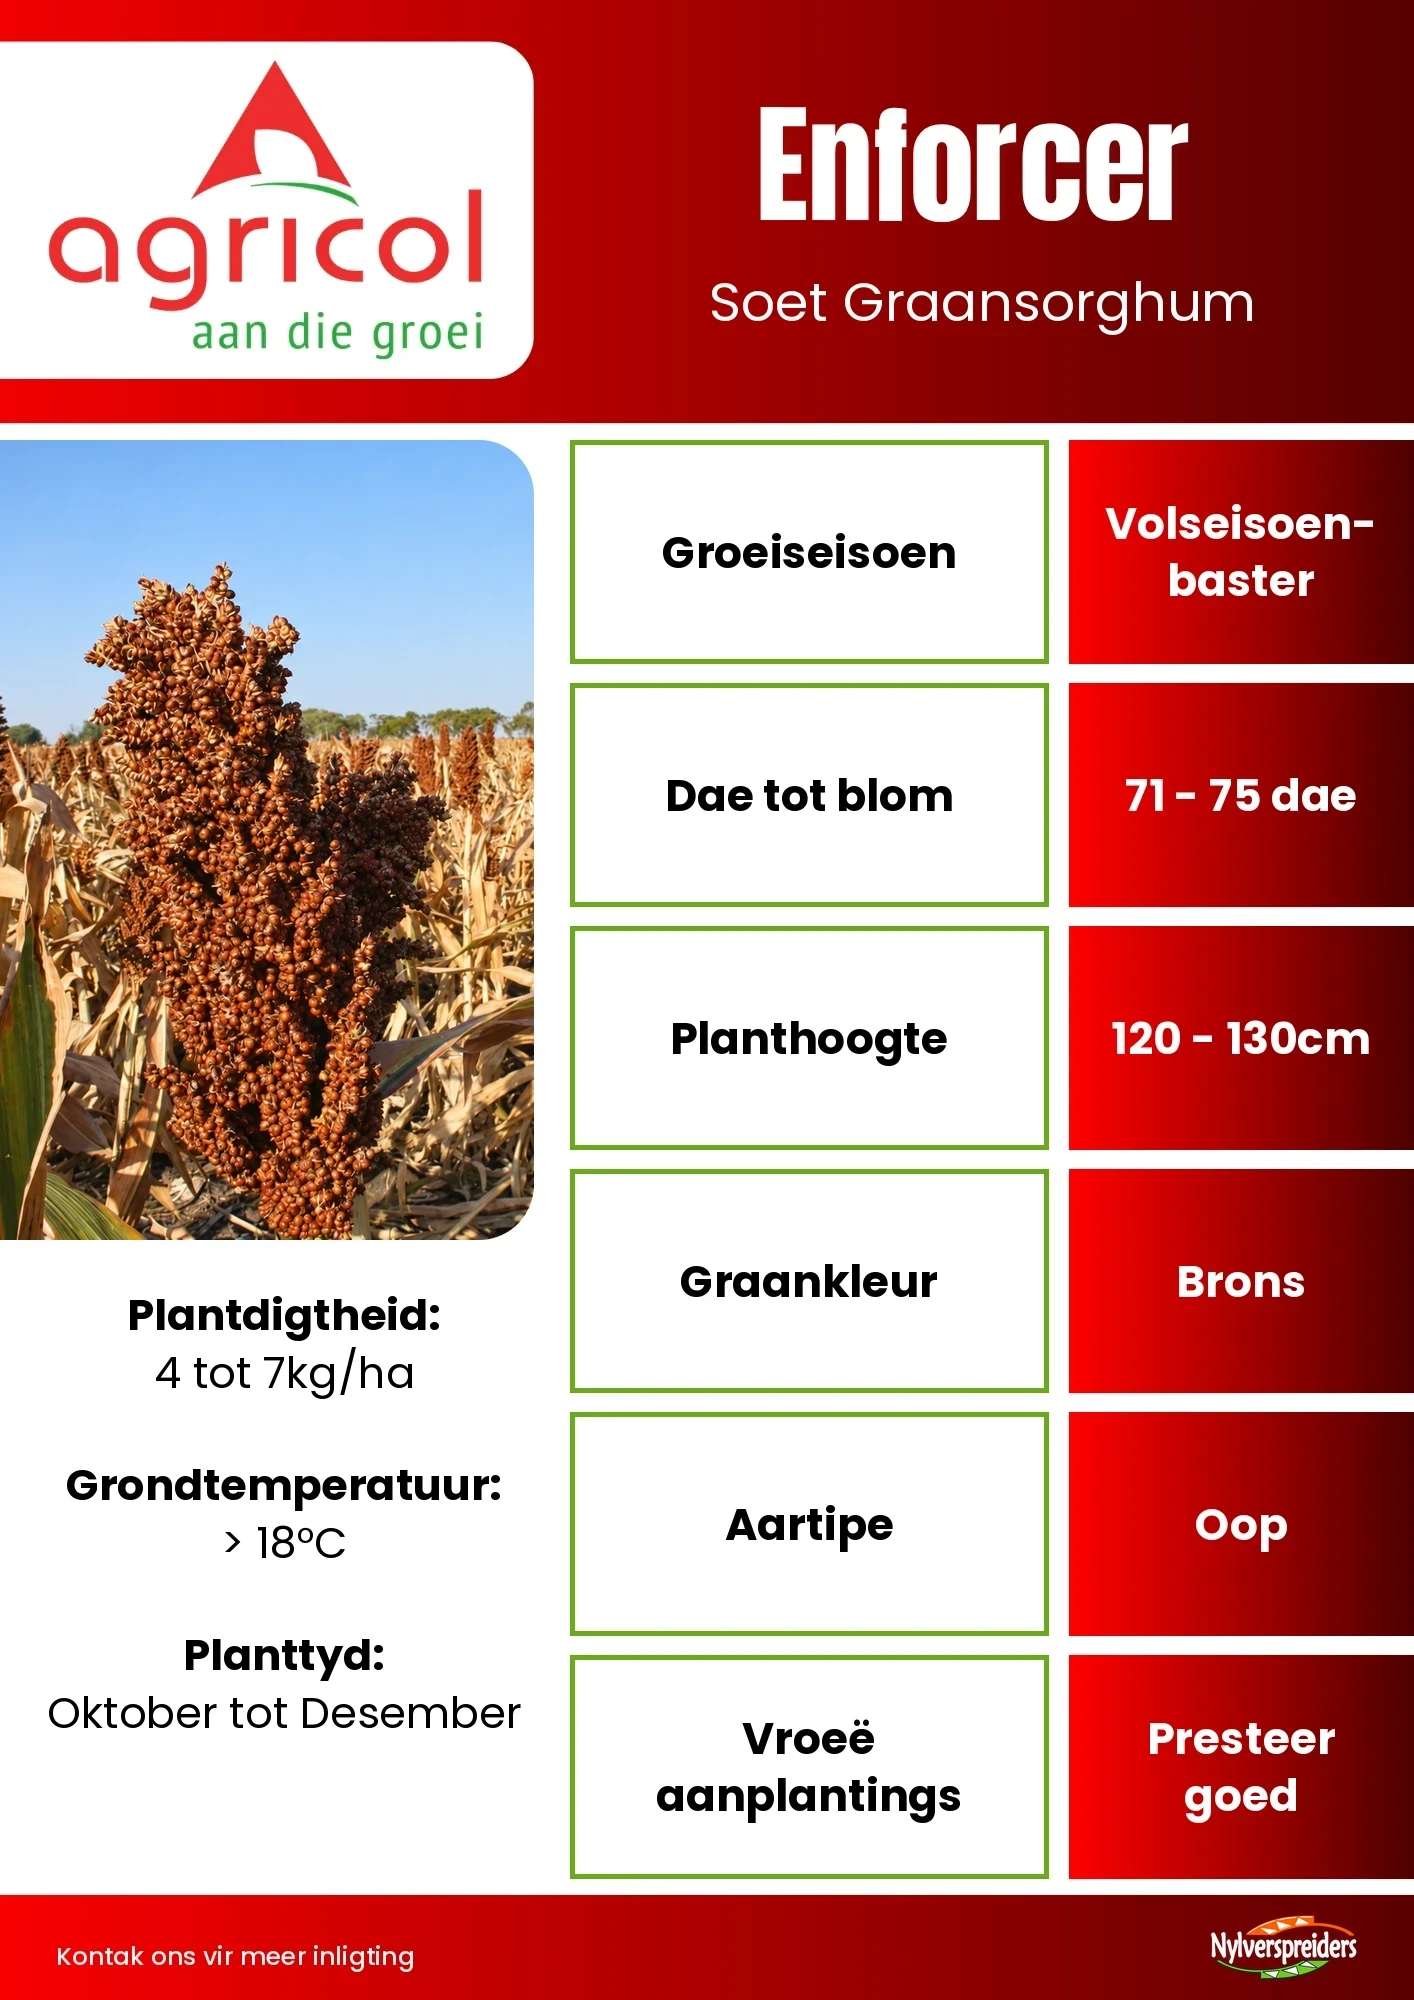 agricol
aan die groei
Enforcer
Soet Graansorghum
Groeiseisoen
Volseisoen-
baster
Dae tot blom
71 - 75 dae
Planthoogte
120 - 130cm
Graankleur
Brons
Aartipe
Oop
Vroeë
aanplantings
Presteer
goed
Plantdigtheid:
4 tot 7kg/ha
Grondtemperatuur:
> 18°C
Planttyd:
Oktober tot Desember
Kontak ons vir meer inligting
Nylverspreiders